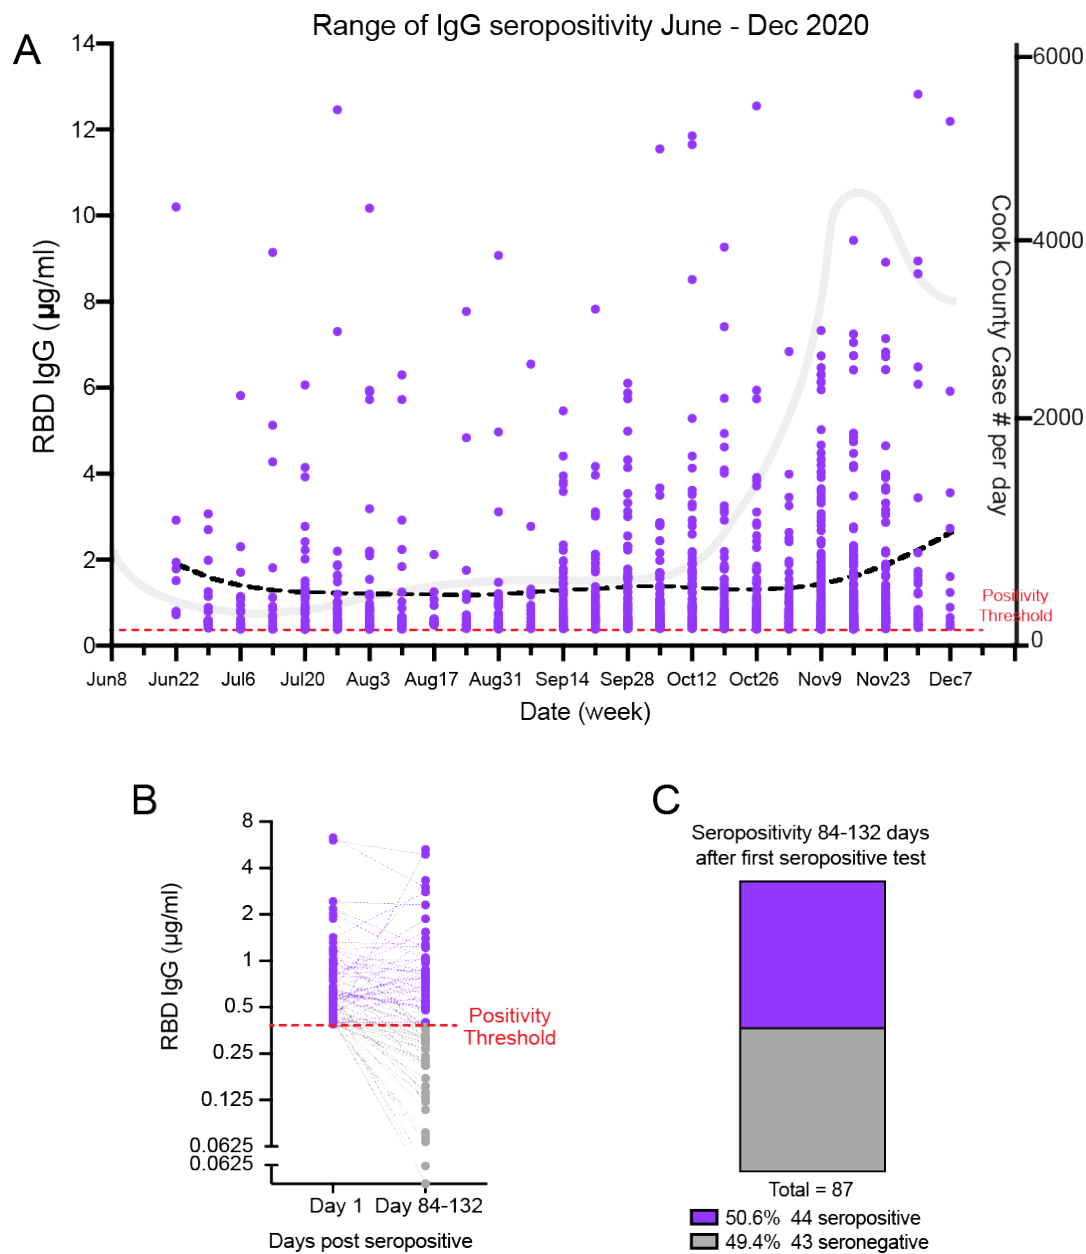 A
Range of IgG seropositivity June - Dec 2020
14
12
10
8
6
4
2
0
RBD IgG (µg/ml)
6000
4000
2000
0
Cook County Case # per day
Positivity
Threshold
Jun8 Jun22 Jul6 Jul20 Aug3 Aug17 Aug31 Sep14 Sep28 Oct12 Oct26 Nov9 Nov23 Dec7
Date (week)
B
8
4
2
1
0.5
0.25
0.125
0.0625
0.0625
RBD IgG (µg/ml)
Positivity
Threshold
Day 1 Day 84-132
Days post seropositive
C
Seropositivity 84-132 days
after first seropositive test
Total = 87
50.6% 44 seropositive
49.4% 43 seronegative